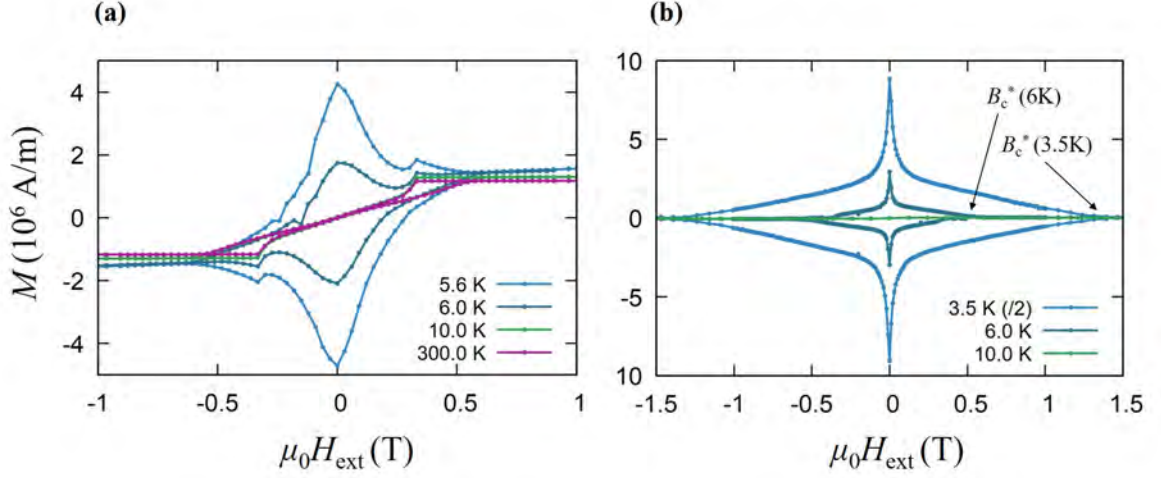 (a)
(b)
M (10⁶ A/m)
4
2
0
-2
-4
5.6 K
6.0 K
10.0 K
300.0 K
-1
-0.5
0
0.5
1
μ₀Hext (T)
10
5
0
-5
10
Bc* (6K)
Bc* (3.5K)
3.5 K (/2)
6.0 K
10.0 K
-1.5
-1
-0.5
0
0.5
1
1.5
μ₀Hext (T)